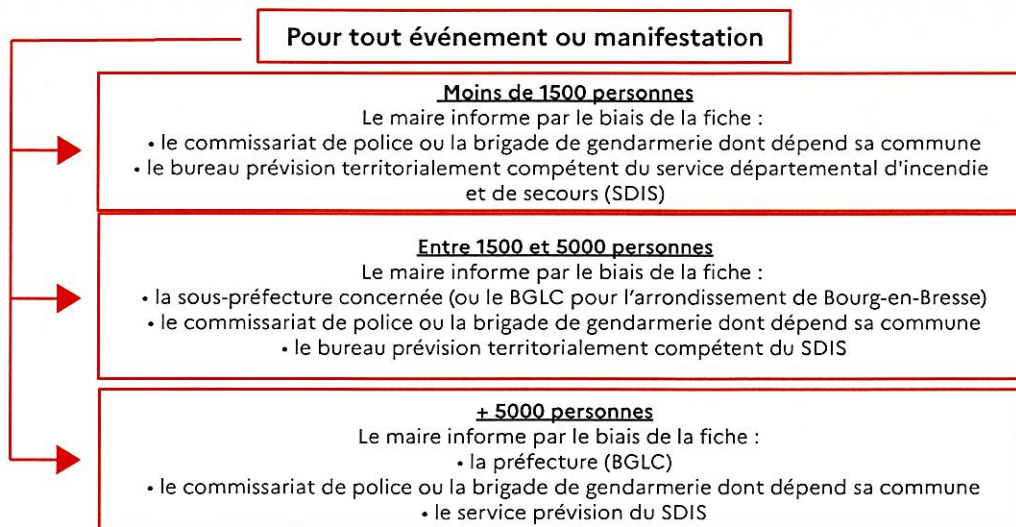 Pour tout événement ou manifestation
Moins de 1500 personnes
Le maire informe par le biais de la fiche :
• le commissariat de police ou la brigade de gendarmerie dont dépend sa commune
• le bureau prévision territorialement compétent du service départemental d'incendie
et de secours (SDIS)
Entre 1500 et 5000 personnes
Le maire informe par le biais de la fiche :
• la sous-préfecture concernée (ou le BGLC pour l'arrondissement de Bourg-en-Bresse)
• le commissariat de police ou la brigade de gendarmerie dont dépend sa commune
• le bureau prévision territorialement compétent du SDIS
+ 5000 personnes
Le maire informe par le biais de la fiche :
• la préfecture (BGLC)
• le commissariat de police ou la brigade de gendarmerie dont dépend sa commune
• le service prévision du SDIS